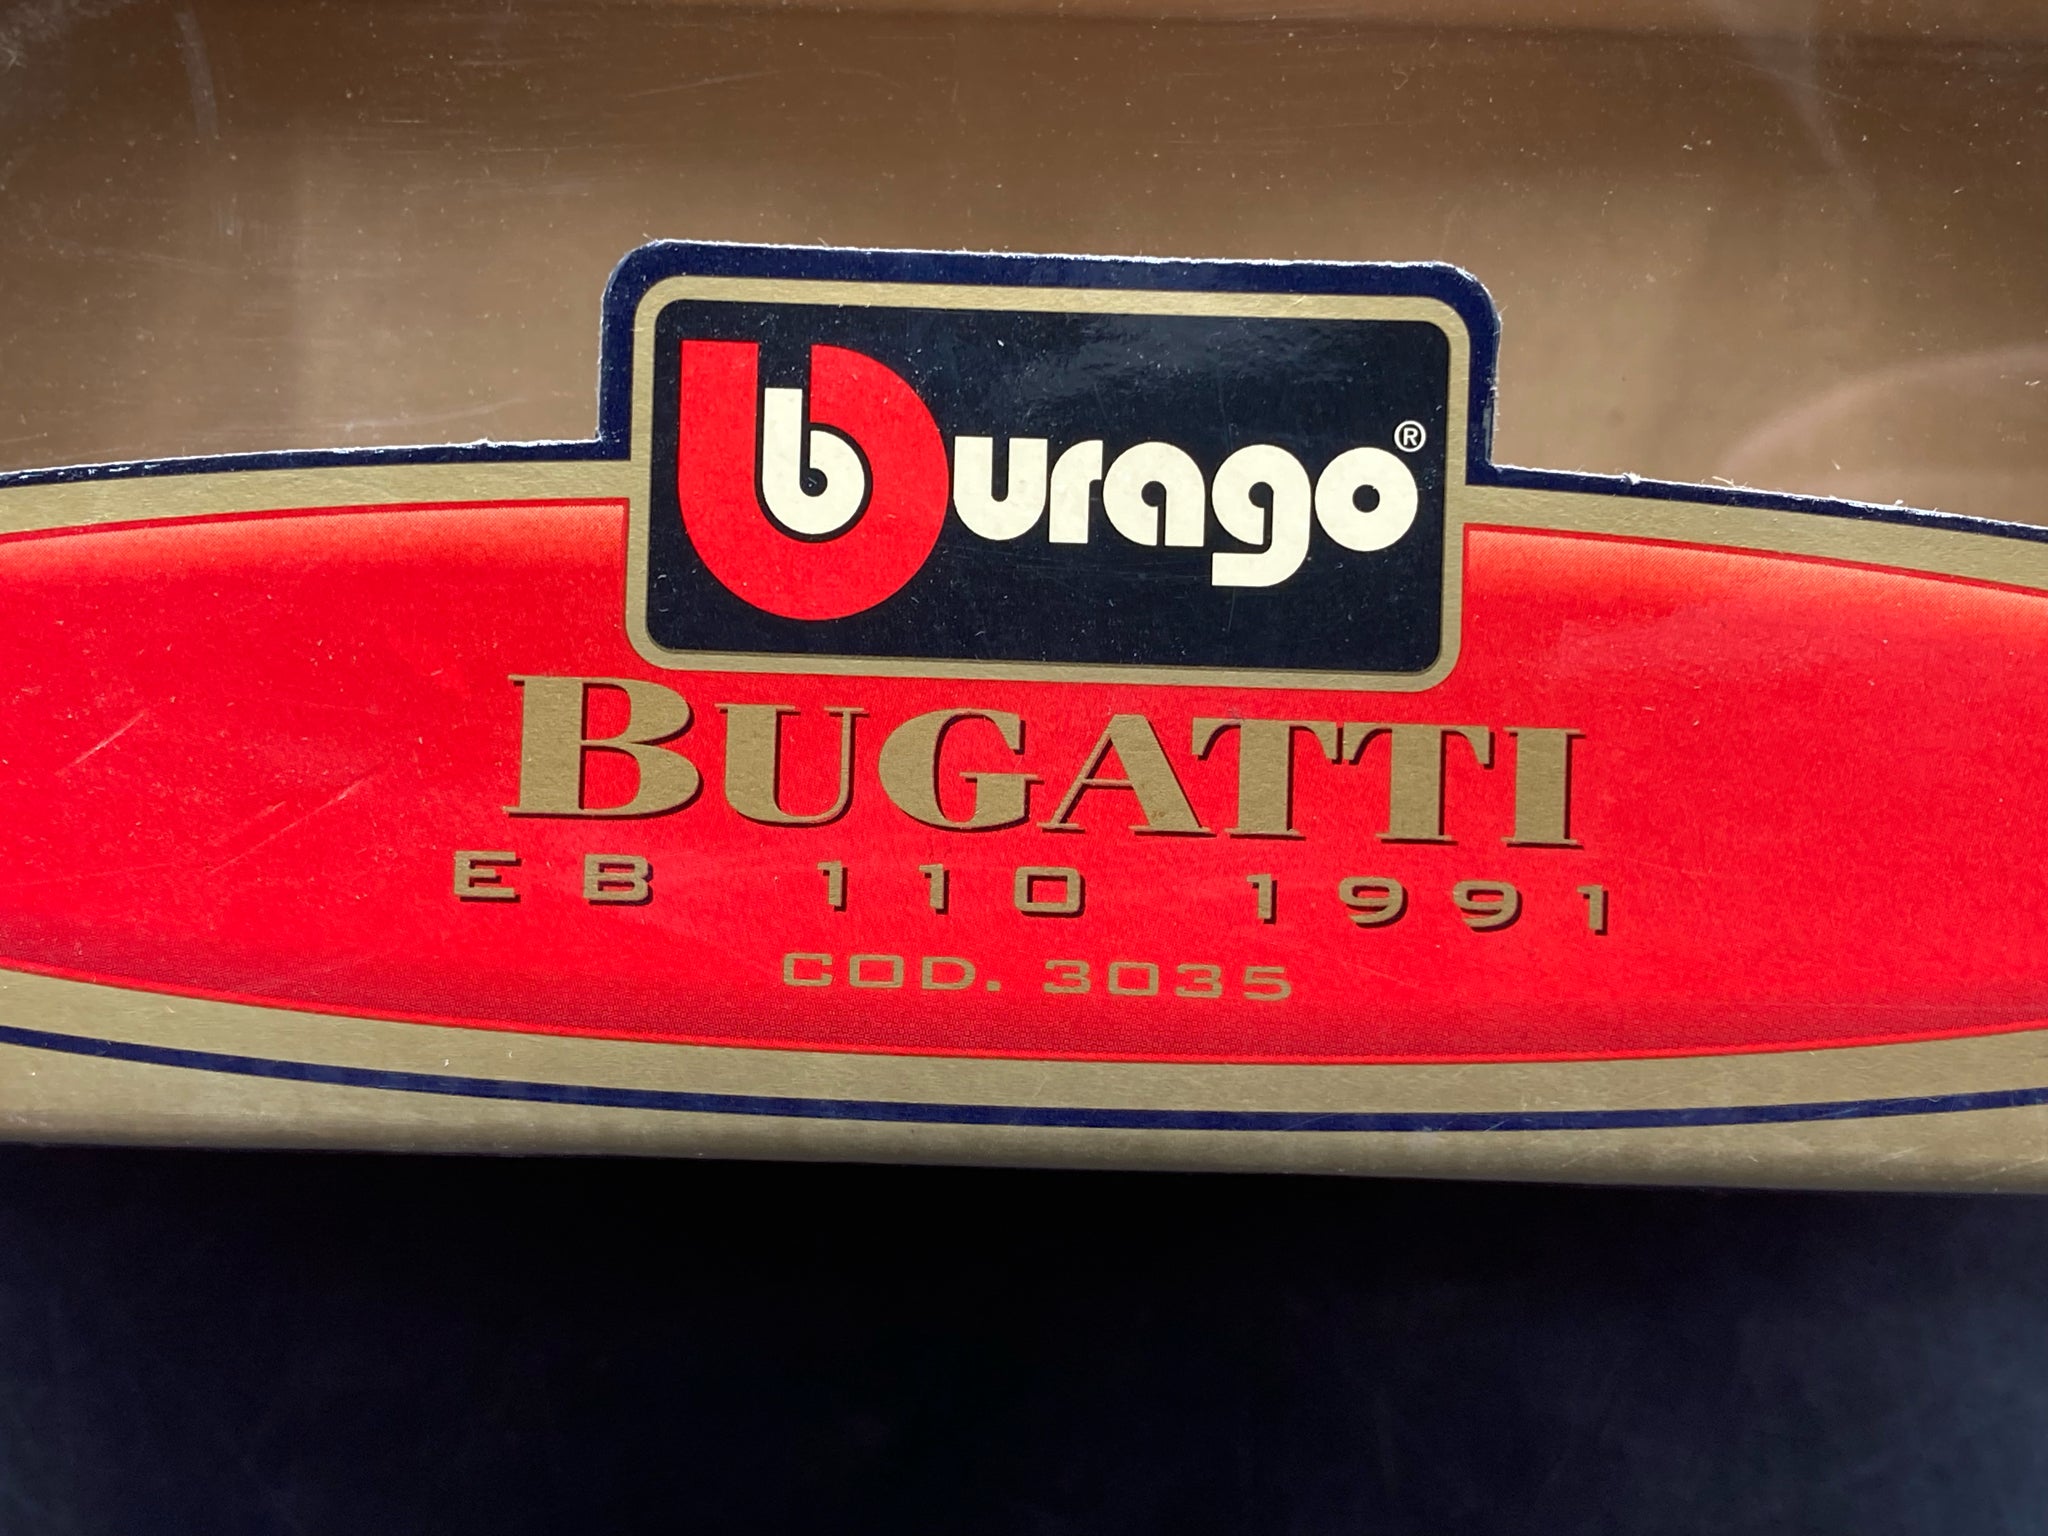 burago®
BUGATTI
EB 110 1991
COD. 3035